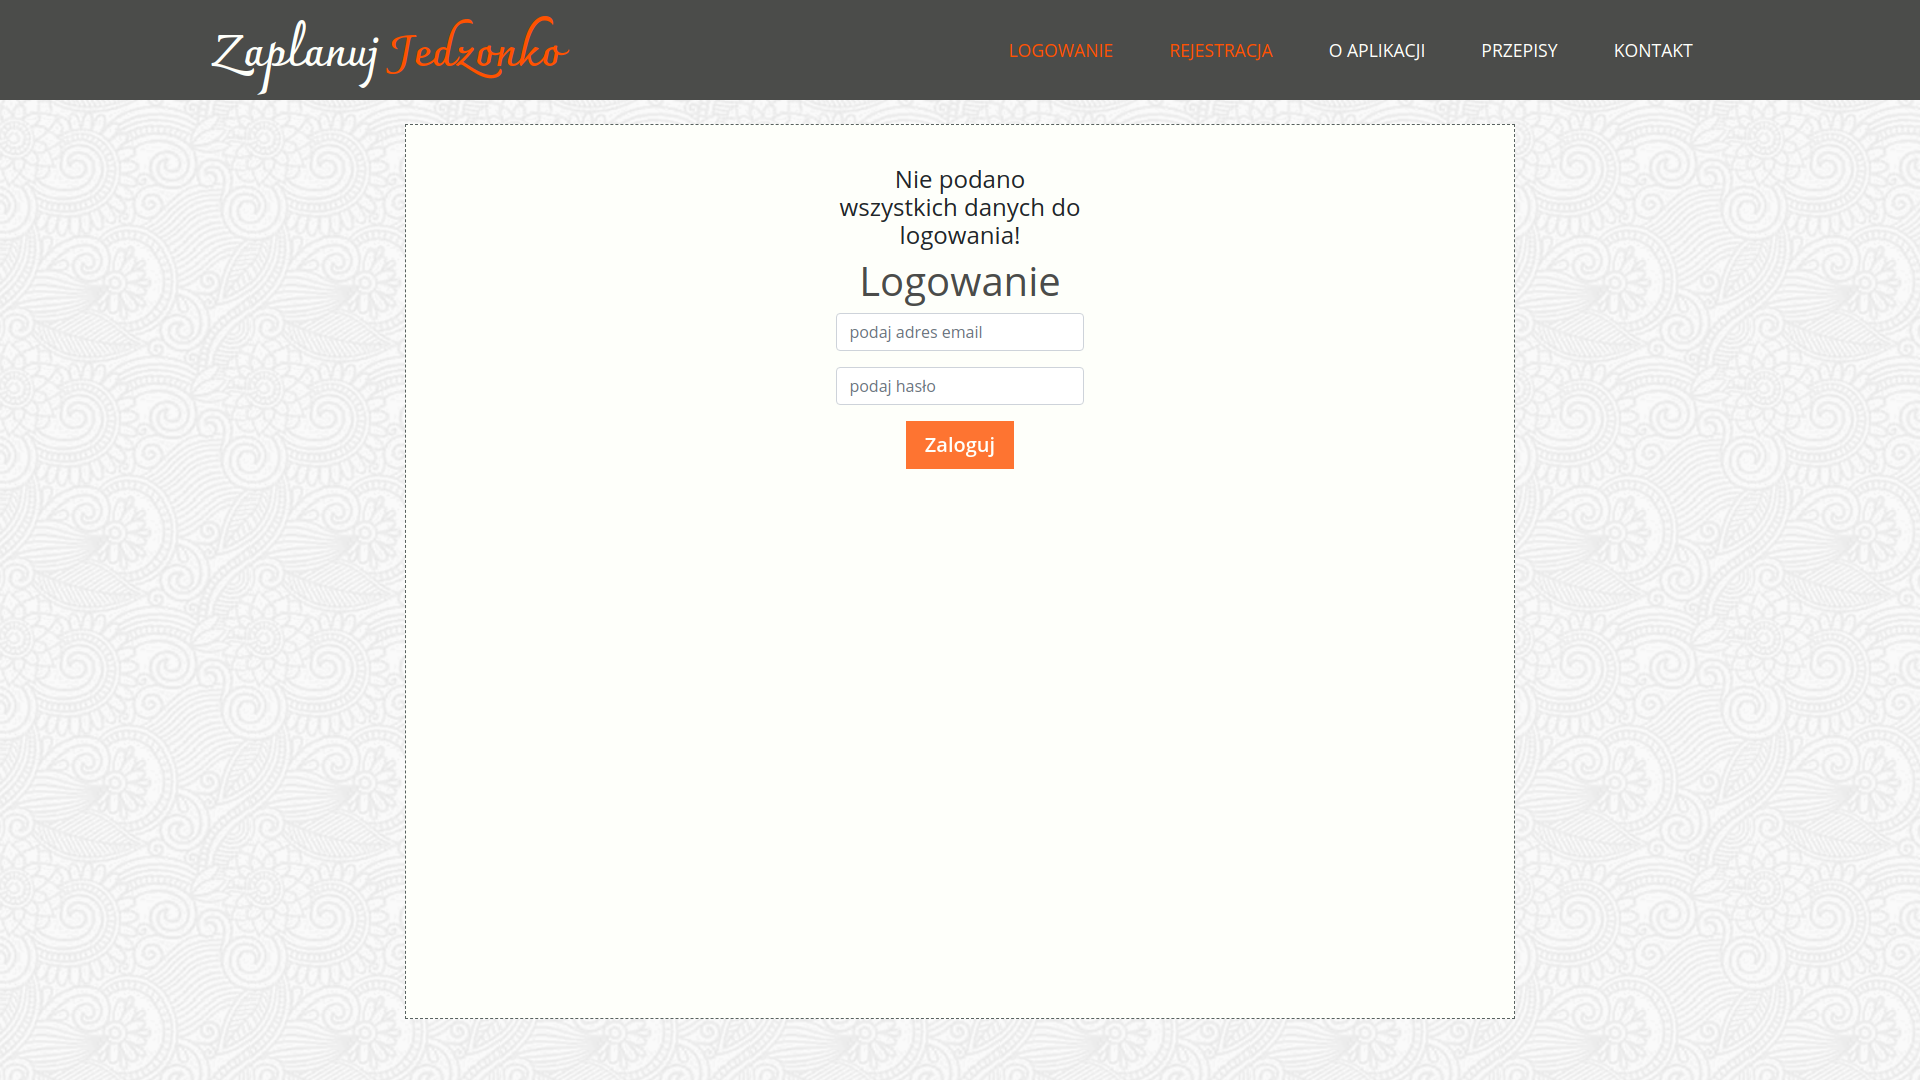 Zaplanuj Jedzonko
LOGOWANIE
REJESTRACJA
O APLIKACJI
PRZEPISY
KONTAKT
Nie podano
wszystkich danych do
logowania!
Logowanie
podaj adres email
podaj hasło
Zaloguj